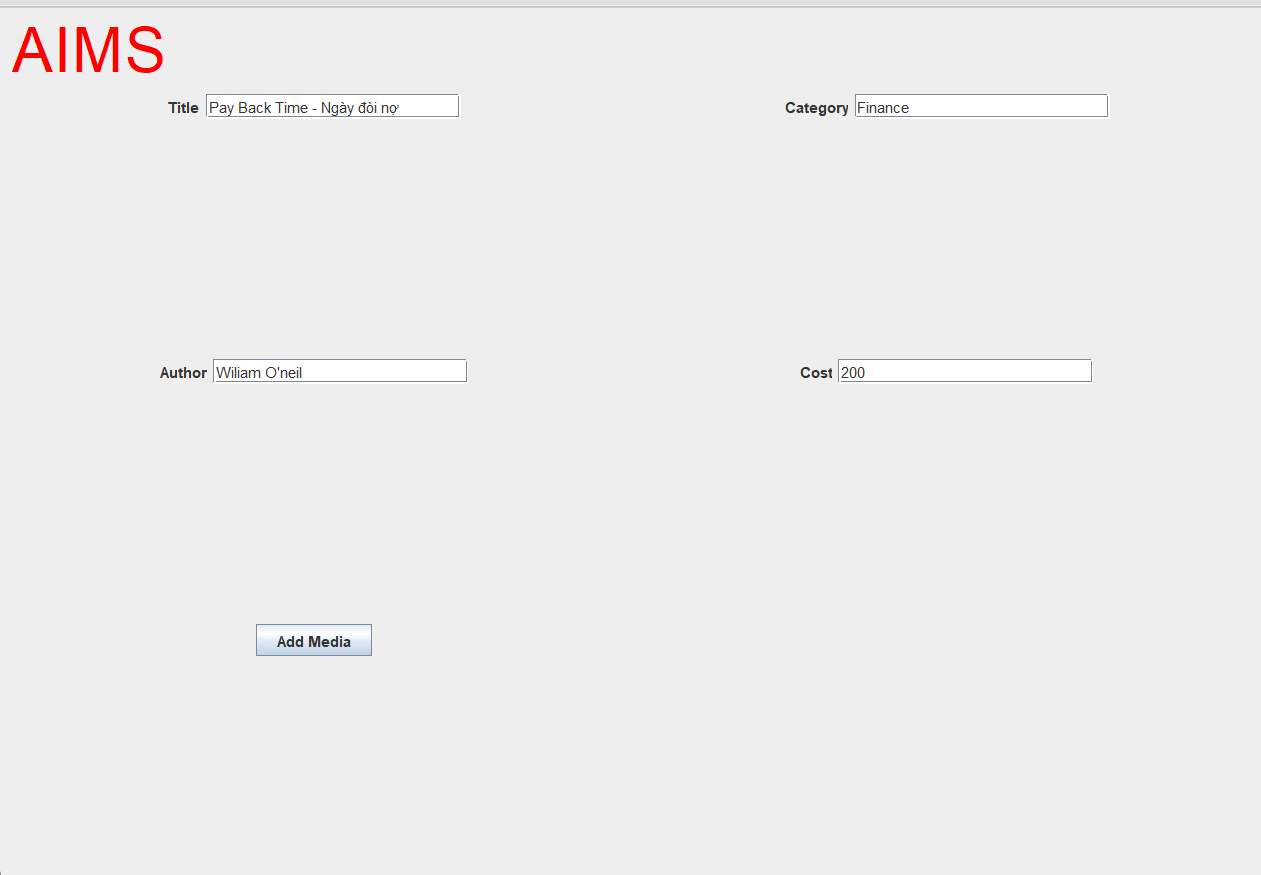 AIMS
Title Pay Back Time - Ngày đòi nợ Category Finance
Author Wiliam O'neil Cost 200
Add Media